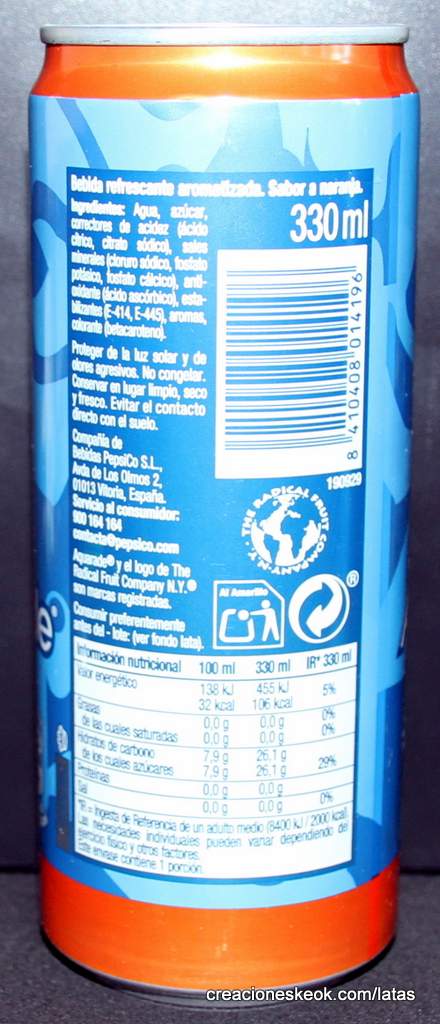 Bebida refrescante aromatizada. Sabor a naranja.
330 ml
Ingredientes: Agua, azúcar,
correctores de acidez (ácido
cítrico, citrato sódico), sales
minerales (cloruro sódico, fosfato
potásico, fosfato cálcico), anti-
oxidante (ácido ascórbico), esta-
bilizantes (E-414, E-445), aromas,
colorante (betacaroteno).
Proteger de la luz solar y de
olores agresivos. No congelar.
Conservar en lugar limpio, seco
y fresco. Evitar el contacto
directo con el suelo.
Compañía de
Bebidas PepsiCo S.L.,
Avda de Los Olmos 2,
01013 Vitoria, España.
Servicio al consumidor:
900 164 164
contacta@pepsico.com
Aquarade® y el logo de The
Radical Fruit Company N.Y.®
son marcas registradas.
Consumir preferentemente
antes del - lote: (ver fondo lata).
8 410408 014196
190929
THE RADICAL FRUIT COMPANY N.Y.
Al Amarillo
®
e
Información nutricional 100 ml 330 ml IR* 330 ml
Valor energético 138 kJ 455 kJ 5%
32 kcal 106 kcal
Grasas 0,0 g 0,0 g 0%
de las cuales saturadas 0,0 g 0,0 g 0%
Hidratos de carbono 7,9 g 26,1 g
de los cuales azúcares 7,9 g 26,1 g 29%
Proteínas 0,0 g 0,0 g
Sal 0,0 g 0,0 g 0%
*IR = Ingesta de Referencia de un adulto medio (8400 kJ / 2000 kcal).
Las necesidades individuales pueden variar dependiendo del
ejercicio físico y otros factores.
Este envase contiene 1 porción.
creacioneskeok.com/latas